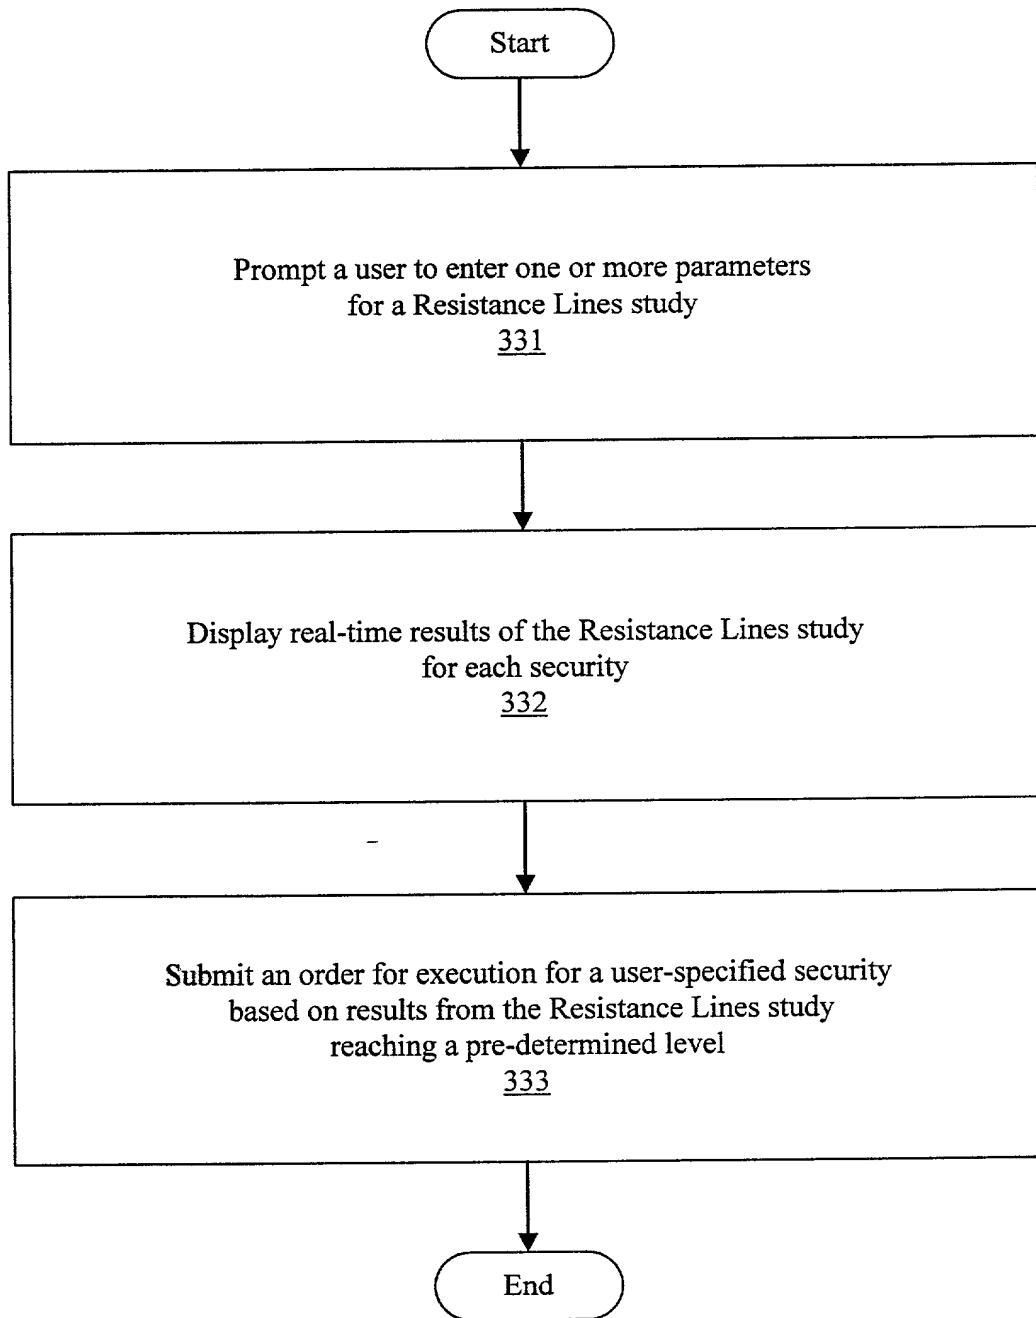 Start
Prompt a user to enter one or more parameters
for a Resistance Lines study
331
Display real-time results of the Resistance Lines study
for each security
332
Submit an order for execution for a user-specified security
based on results from the Resistance Lines study
reaching a pre-determined level
333
End